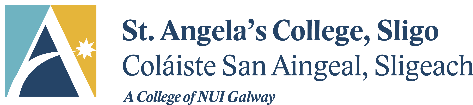 St. Angela's College, Sligo
Coláiste San Aingeal, Sligeach
A College of NUI Galway